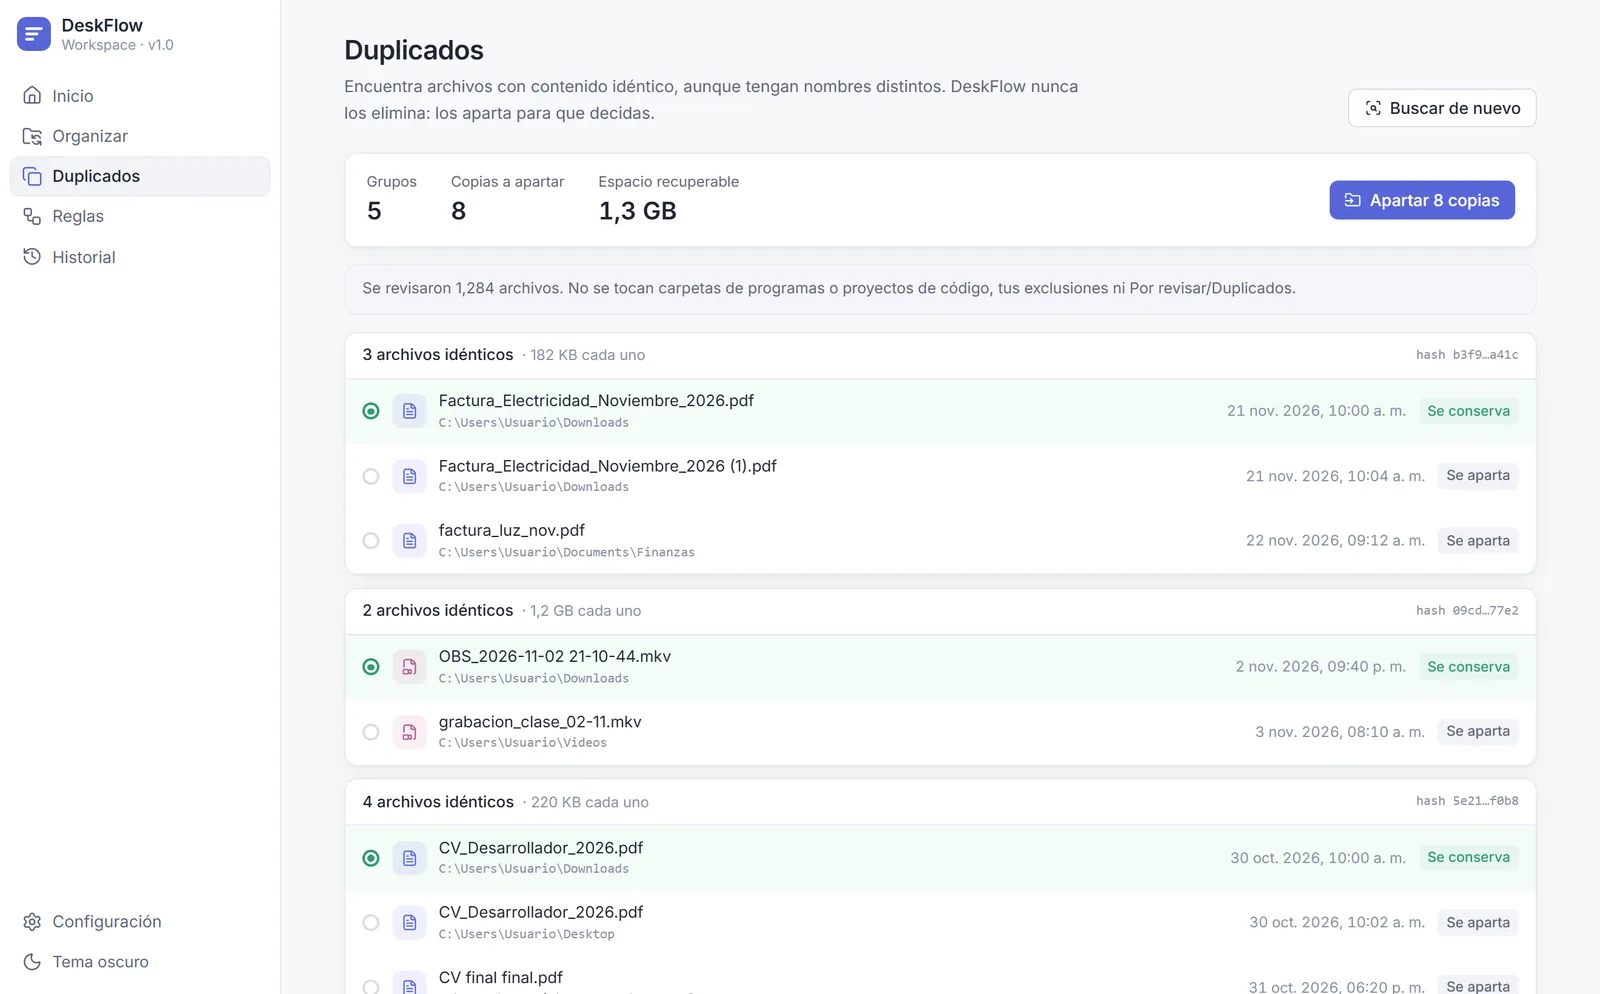 DeskFlow
Workspace · v1.0
Inicio
Organizar
Duplicados
Reglas
Historial
Configuración
Tema oscuro
Duplicados
Encuentra archivos con contenido idéntico, aunque tengan nombres distintos. DeskFlow nunca
los elimina: los aparta para que decidas.
Buscar de nuevo
Grupos
5
Copias a apartar
8
Espacio recuperable
1,3 GB
Apartar 8 copias
Se revisaron 1,284 archivos. No se tocan carpetas de programas o proyectos de código, tus exclusiones ni Por revisar/Duplicados.
3 archivos idénticos · 182 KB cada uno
hash b3f9…a41c
Factura_Electricidad_Noviembre_2026.pdf
C:\Users\Usuario\Downloads
21 nov. 2026, 10:00 a. m.
Se conserva
Factura_Electricidad_Noviembre_2026 (1).pdf
C:\Users\Usuario\Downloads
21 nov. 2026, 10:04 a. m.
Se aparta
factura_luz_nov.pdf
C:\Users\Usuario\Documents\Finanzas
22 nov. 2026, 09:12 a. m.
Se aparta
2 archivos idénticos · 1,2 GB cada uno
hash 09cd…77e2
OBS_2026-11-02 21-10-44.mkv
C:\Users\Usuario\Downloads
2 nov. 2026, 09:40 p. m.
Se conserva
grabacion_clase_02-11.mkv
C:\Users\Usuario\Videos
3 nov. 2026, 08:10 a. m.
Se aparta
4 archivos idénticos · 220 KB cada uno
hash 5e21…f0b8
CV_Desarrollador_2026.pdf
C:\Users\Usuario\Downloads
30 oct. 2026, 10:00 a. m.
Se conserva
CV_Desarrollador_2026.pdf
C:\Users\Usuario\Desktop
30 oct. 2026, 10:02 a. m.
Se aparta
CV final final.pdf
31 oct. 2026, 06:20 p. m.
Se aparta